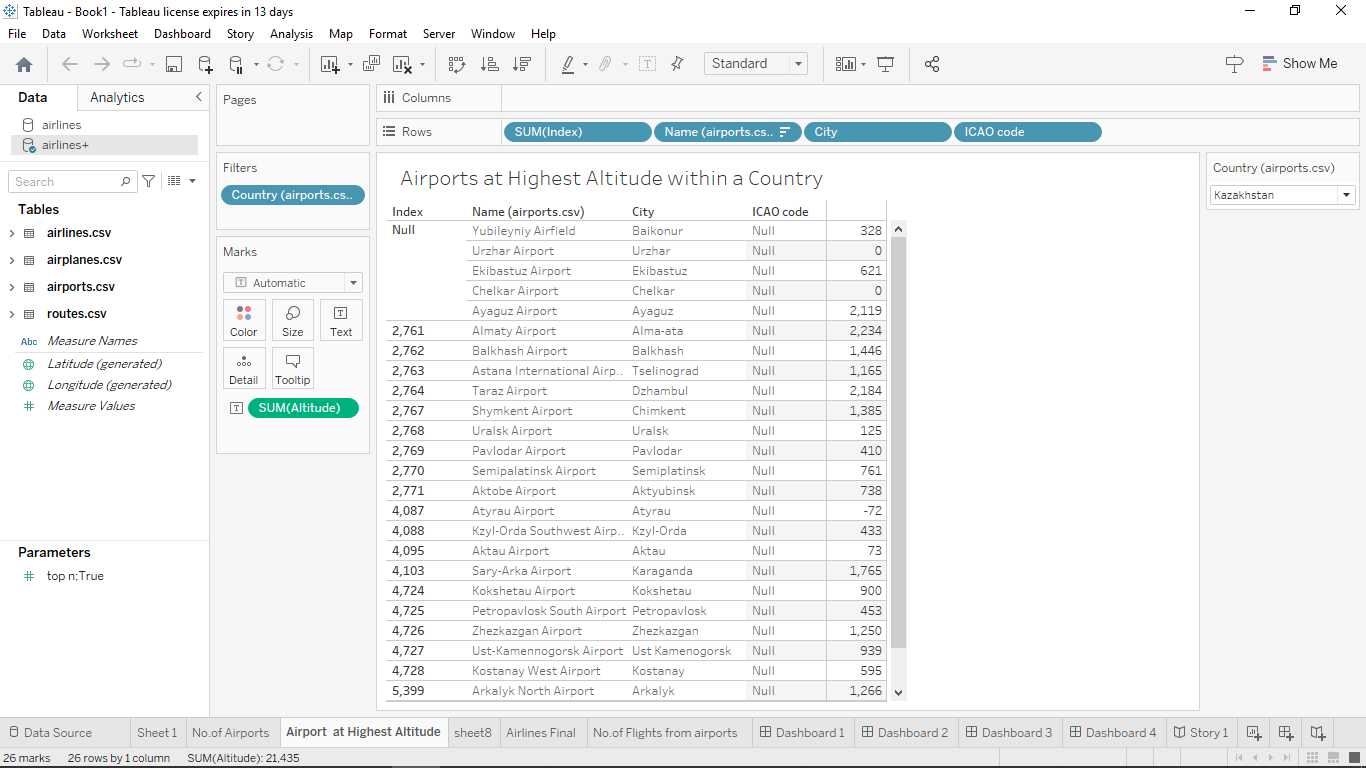 Tableau - Book1 - Tableau license expires in 13 days
File Data Worksheet Dashboard Story Analysis Map Format Server Window Help
Standard
Show Me
Data Analytics
airlines
airlines+
Search
Tables
airlines.csv
airplanes.csv
airports.csv
routes.csv
Abc Measure Names
Latitude (generated)
Longitude (generated)
# Measure Values
Parameters
# top n;True
Pages
Filters
Country (airports.cs..
Marks
T Automatic
Color Size Text
Detail Tooltip
T SUM(Altitude)
Columns
Rows SUM(Index) Name (airports.cs.. City ICAO code
Airports at Highest Altitude within a Country
Index Name (airports.csv) City ICAO code
Null Yubileyniy Airfield Baikonur Null 328
Urzhar Airport Urzhar Null 0
Ekibastuz Airport Ekibastuz Null 621
Chelkar Airport Chelkar Null 0
Ayaguz Airport Ayaguz Null 2,119
2,761 Almaty Airport Alma-ata Null 2,234
2,762 Balkhash Airport Balkhash Null 1,446
2,763 Astana International Airp.. Tselinograd Null 1,165
2,764 Taraz Airport Dzhambul Null 2,184
2,767 Shymkent Airport Chimkent Null 1,385
2,768 Uralsk Airport Uralsk Null 125
2,769 Pavlodar Airport Pavlodar Null 410
2,770 Semipalatinsk Airport Semiplatinsk Null 761
2,771 Aktobe Airport Aktyubinsk Null 738
4,087 Atyrau Airport Atyrau Null -72
4,088 Kzyl-Orda Southwest Airp.. Kzyl-Orda Null 433
4,095 Aktau Airport Aktau Null 73
4,103 Sary-Arka Airport Karaganda Null 1,765
4,724 Kokshetau Airport Kokshetau Null 900
4,725 Petropavlosk South Airport Petropavlosk Null 453
4,726 Zhezkazgan Airport Zhezkazgan Null 1,250
4,727 Ust-Kamennogorsk Airport Ust Kamenogorsk Null 939
4,728 Kostanay West Airport Kostanay Null 595
5,399 Arkalyk North Airport Arkalyk Null 1,266
Country (airports.csv)
Kazakhstan
Data Source Sheet 1 No.of Airports Airport at Highest Altitude sheet8 Airlines Final No.of Flights from airports Dashboard 1 Dashboard 2 Dashboard 3 Dashboard 4 Story 1
26 marks 26 rows by 1 column SUM(Altitude): 21,435